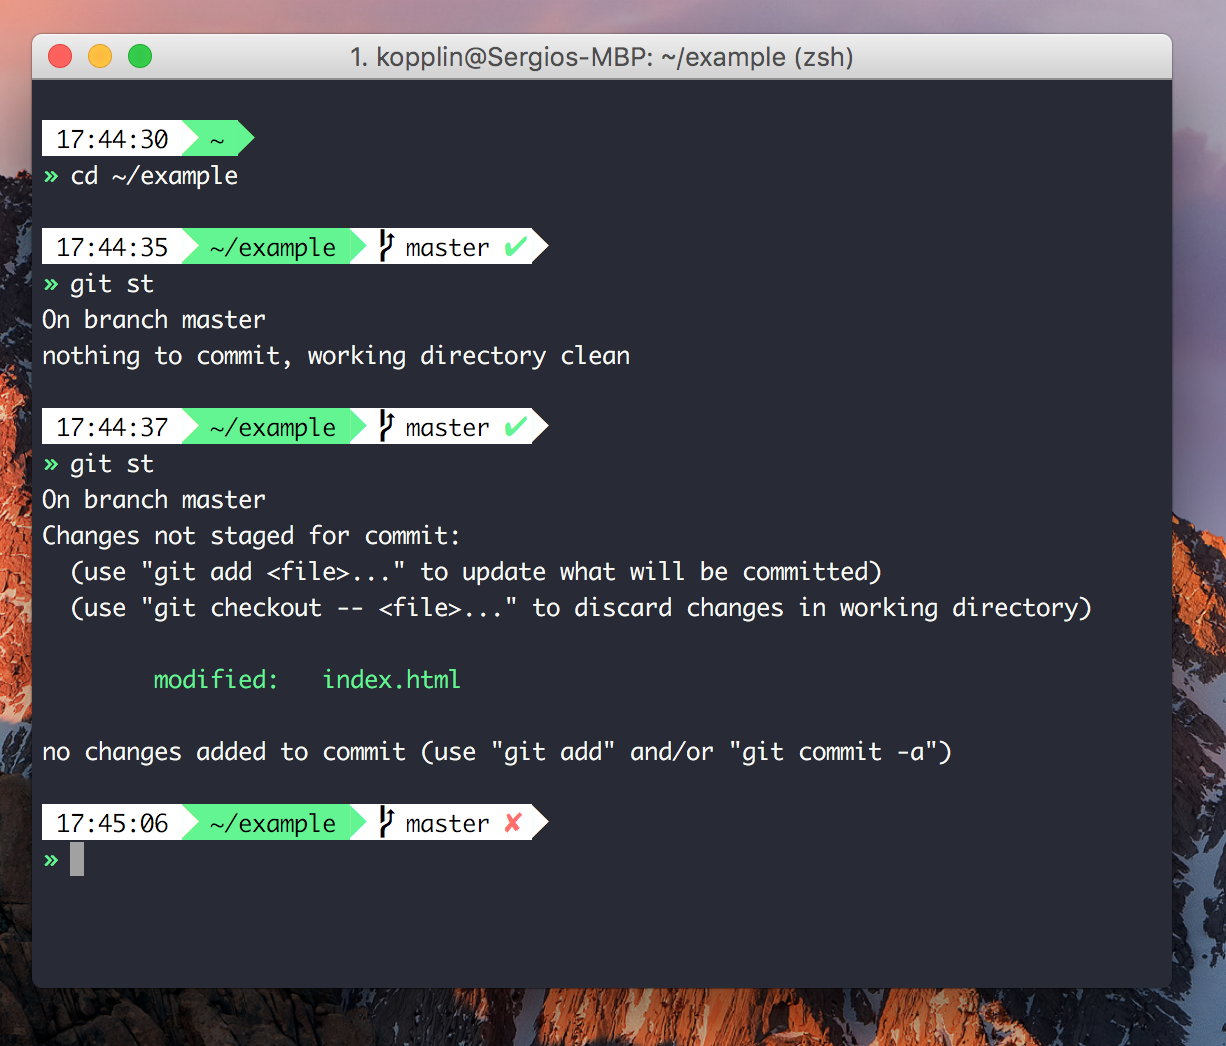 1. kopplin@Sergios-MBP: ~/example (zsh)
17:44:30 ~
» cd ~/example
17:44:35 ~/example master ✔
» git st
On branch master
nothing to commit, working directory clean
17:44:37 ~/example master ✔
» git st
On branch master
Changes not staged for commit:
(use "git add <file>..." to update what will be committed)
(use "git checkout -- <file>..." to discard changes in working directory)
modified: index.html
no changes added to commit (use "git add" and/or "git commit -a")
17:45:06 ~/example master ✘
»